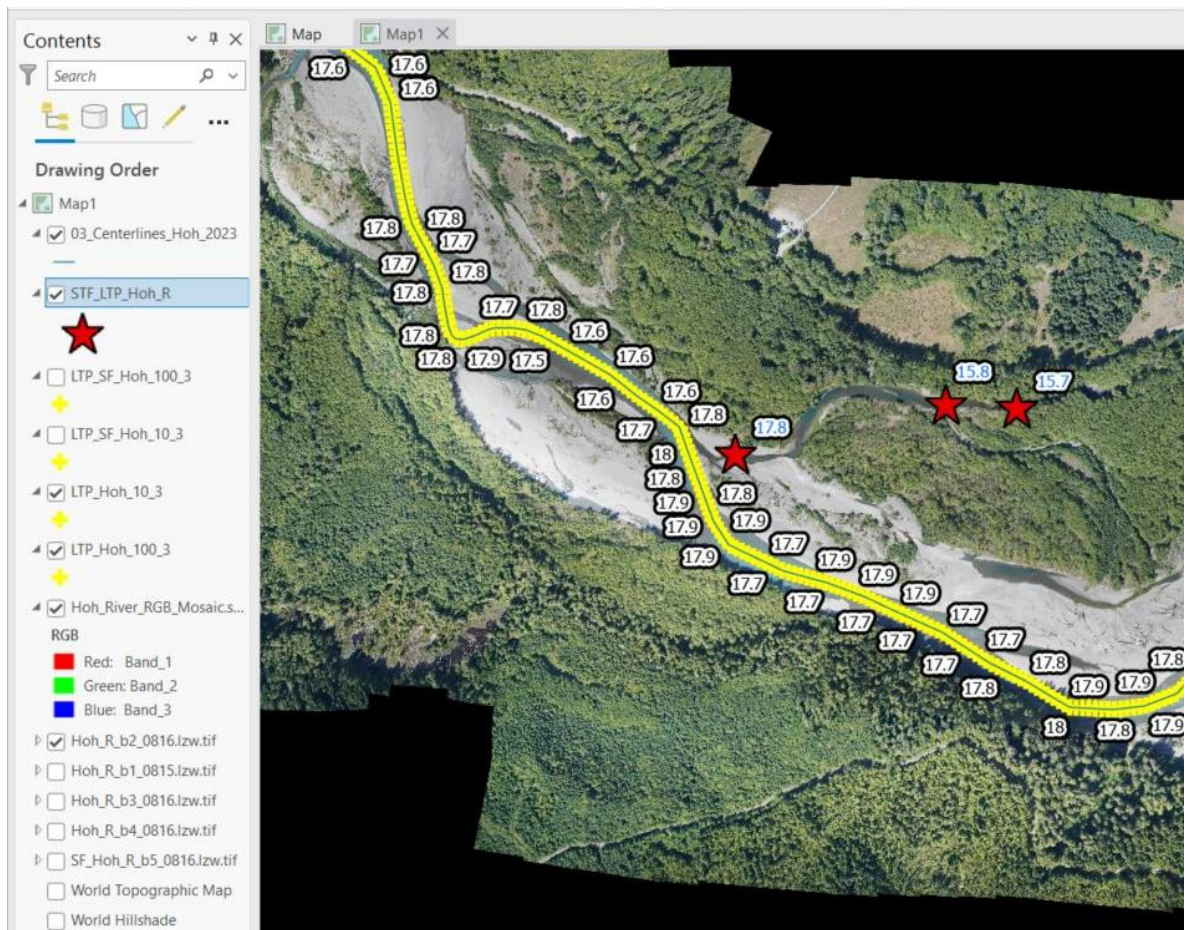 Contents
Search
Drawing Order
Map1
03_Centerlines_Hoh_2023
STF_LTP_Hoh_R
LTP_SF_Hoh_100_3
LTP_SF_Hoh_10_3
LTP_Hoh_10_3
LTP_Hoh_100_3
Hoh_River_RGB_Mosaic.s...
RGB
Red: Band_1
Green: Band_2
Blue: Band_3
Hoh_R_b2_0816.lzw.tif
Hoh_R_b1_0815.lzw.tif
Hoh_R_b3_0816.lzw.tif
Hoh_R_b4_0816.lzw.tif
SF_Hoh_R_b5_0816.lzw.tif
World Topographic Map
World Hillshade
Map
Map1
17.6
17.6
17.6
17.8
17.8
17.7
17.7
17.8
17.8
17.7
17.8
17.8
17.6
17.8
17.9
17.5
17.6
15.8
15.7
17.6
17.6
17.8
17.7
17.8
18
17.8
17.8
17.9
17.9
17.9
17.9
17.7
17.9
17.7
17.9
17.7
17.9
17.7
17.7
17.7
17.7
17.7
17.8
17.8
17.8
17.9
17.9
18
17.8
17.9